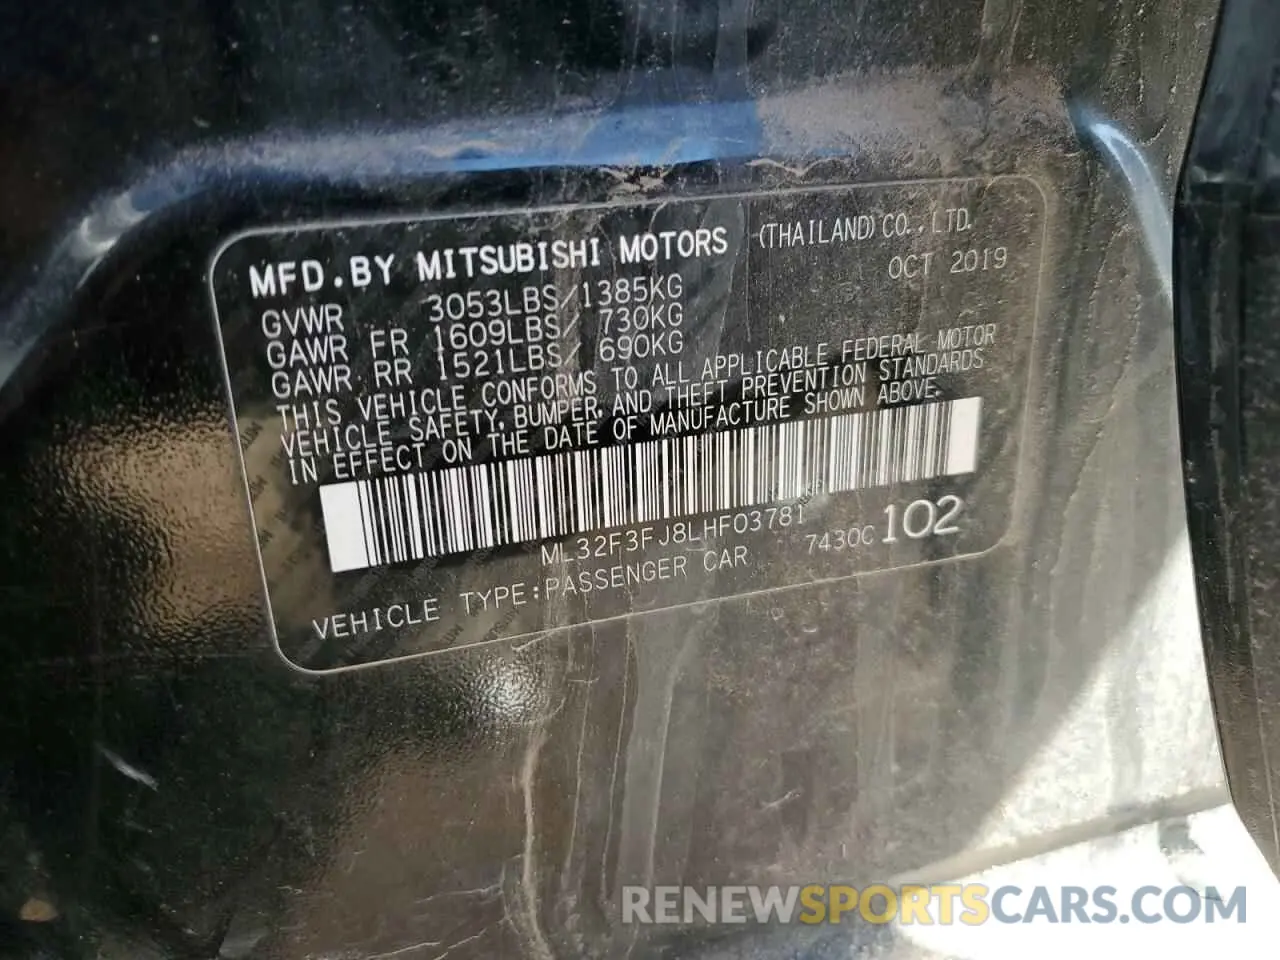 MFD.BY MITSUBISHI MOTORS (THAILAND) CO., LTD.
OCT 2019
GVWR 3053LBS/1385KG
GAWR FR 1609LBS/ 730KG
GAWR RR 1521LBS/ 690KG
THIS VEHICLE CONFORMS TO ALL APPLICABLE FEDERAL MOTOR
VEHICLE SAFETY, BUMPER, AND THEFT PREVENTION STANDARDS
IN EFFECT ON THE DATE OF MANUFACTURE SHOWN ABOVE.
ML32F3FJ8LHF03781
VEHICLE TYPE:PASSENGER CAR 7430C 102
RENEWSPORTSCARS.COM